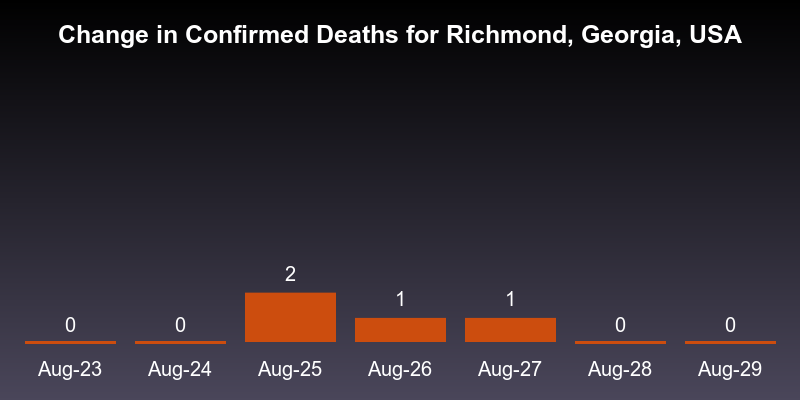 Change in Confirmed Deaths for Richmond, Georgia, USA
0 0 2 1 1 0 0
Aug-23 Aug-24 Aug-25 Aug-26 Aug-27 Aug-28 Aug-29